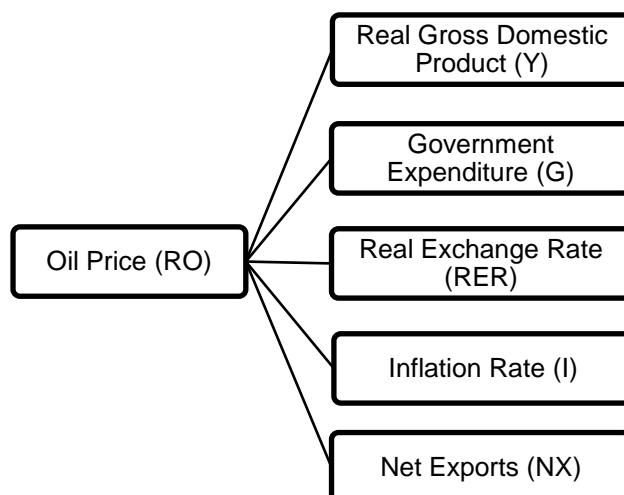 Real Gross Domestic
Product (Y)
Government
Expenditure (G)
Oil Price (RO)
Real Exchange Rate
(RER)
Inflation Rate (I)
Net Exports (NX)